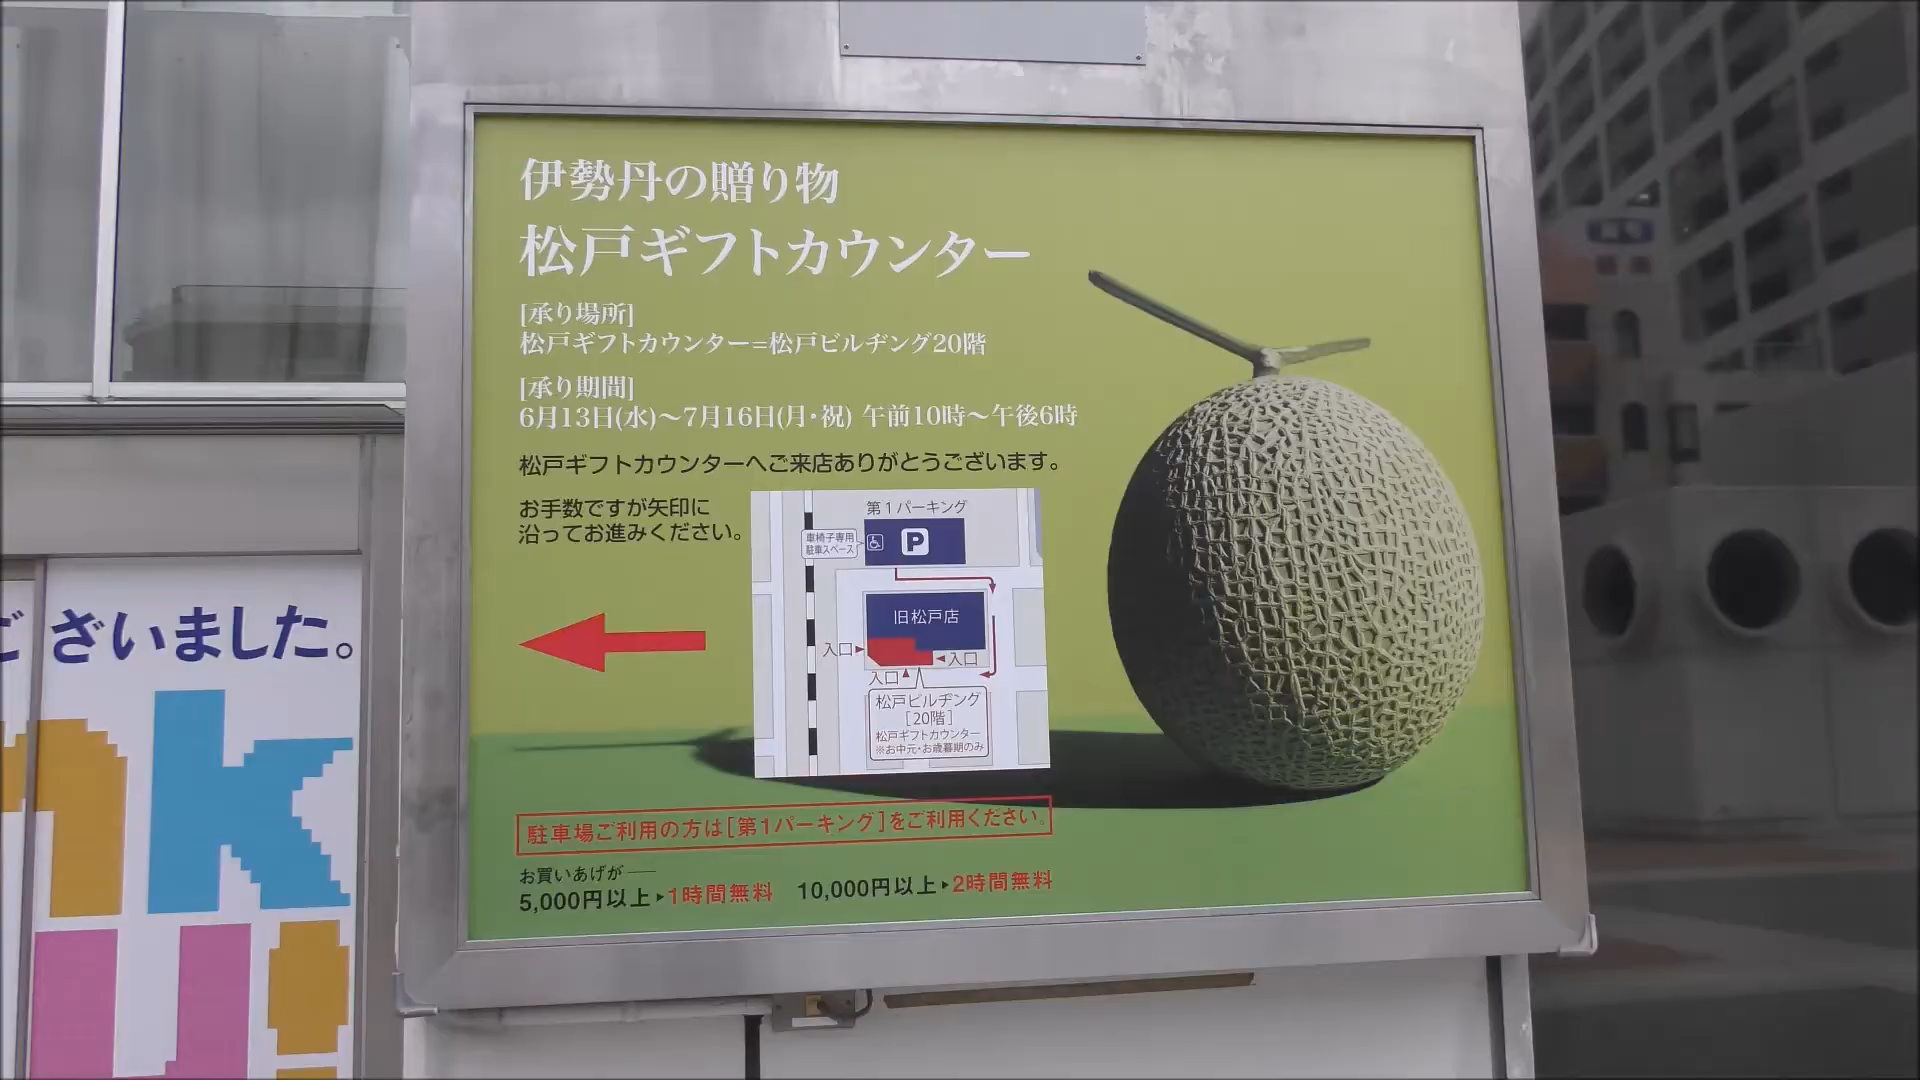 伊勢丹の贈り物
松戸ギフトカウンター
[承り場所]
松戸ギフトカウンター=松戸ビルヂング20階
[承り期間]
6月13日(水)～7月16日(月・祝) 午前10時～午後6時
松戸ギフトカウンターへご来店ありがとうございます。
お手数ですが矢印に
沿ってお進みください。
第1パーキング
車椅子専用
駐車スペース
P
旧松戸店
入口
入口
入口
松戸ビルヂング
[20階]
松戸ギフトカウンター
※お中元・お歳暮期のみ
駐車場ご利用の方は[第1パーキング]をご利用ください。
お買いあげが
5,000円以上▶1時間無料 10,000円以上▶2時間無料
ございました。
nk
u!